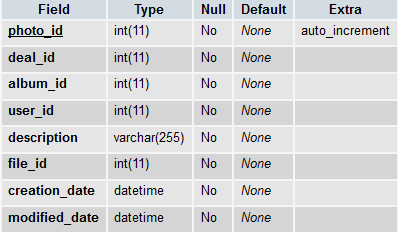 Field Type Null Default Extra
photo_id int(11) No None auto_increment
deal_id int(11) No None
album_id int(11) No None
user_id int(11) No None
description varchar(255) No None
file_id int(11) No None
creation_date datetime No None
modified_date datetime No None